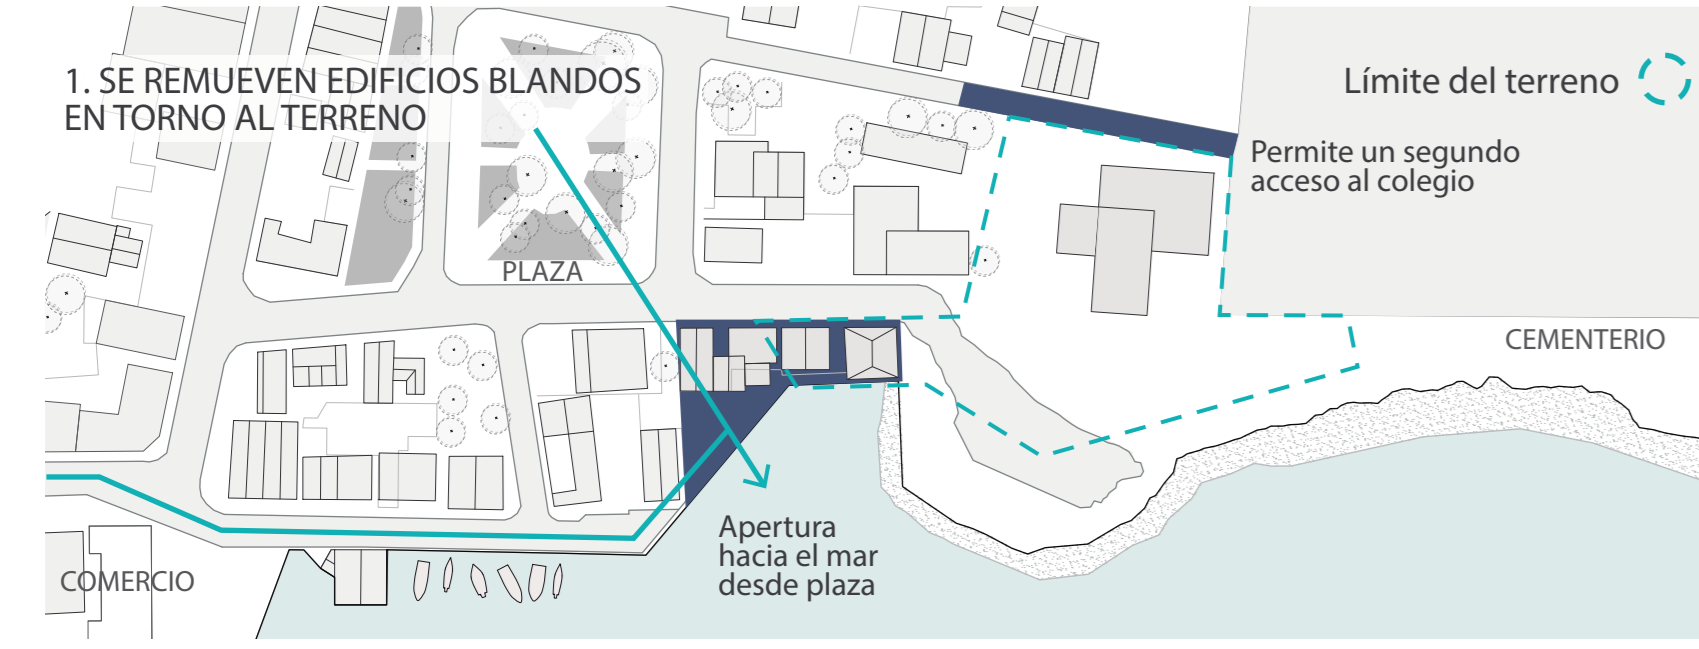 1. SE REMUEVEN EDIFICIOS BLANDOS
EN TORNO AL TERRENO
Límite del terreno
Permite un segundo
acceso al colegio
PLAZA
CEMENTERIO
Apertura
hacia el mar
desde plaza
COMERCIO